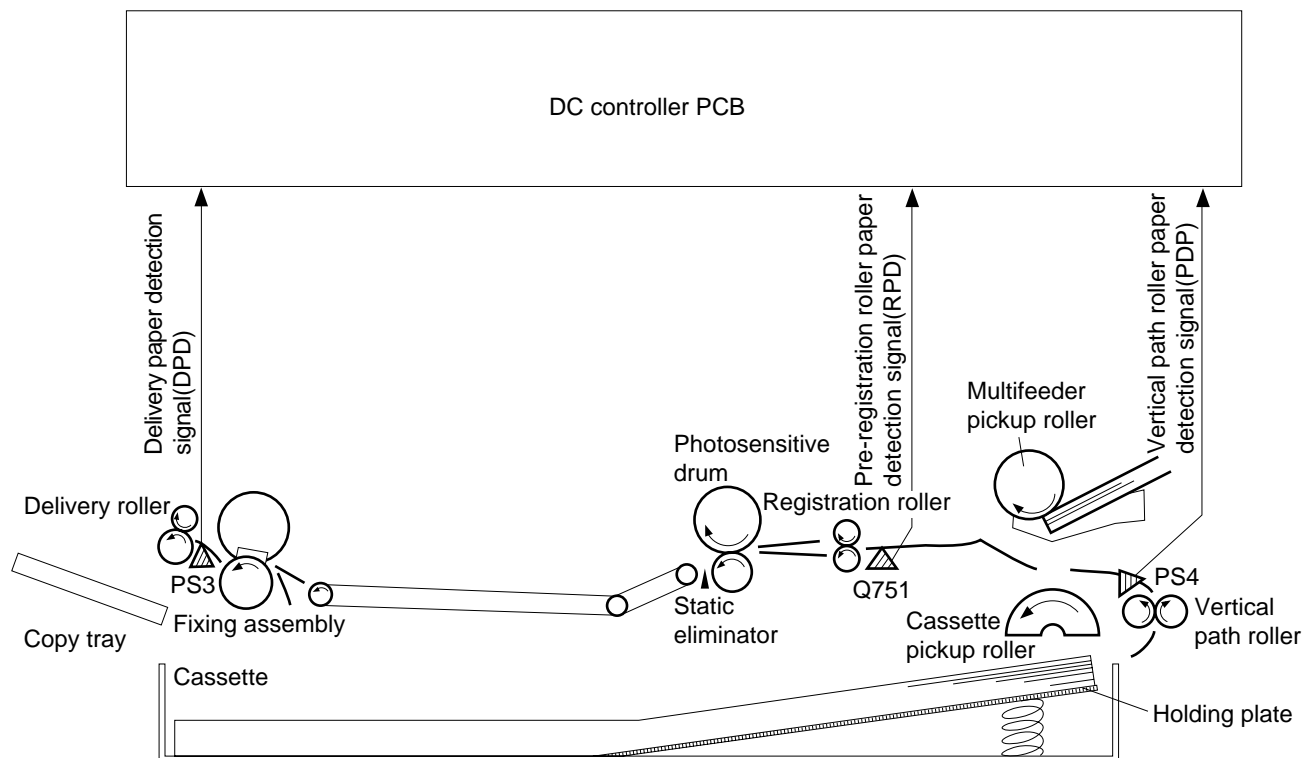 DC controller PCB
Delivery paper detection
signal(DPD)
Pre-registration roller paper
detection signal(RPD)
Vertical path roller paper
detection signal(PDP)
Multifeeder
pickup roller
Photosensitive
drum
Registration roller
Delivery roller
PS3
Q751
PS4
Fixing assembly
Static
eliminator
Cassette
pickup roller
Vertical
path roller
Copy tray
Cassette
Holding plate